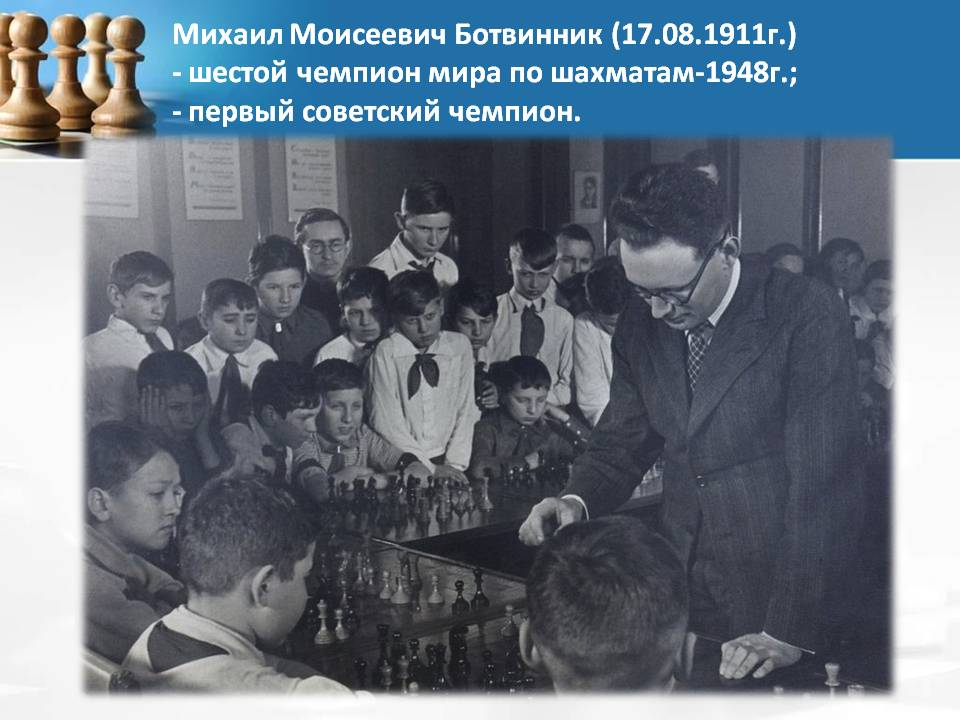 Михаил Моисеевич Ботвинник (17.08.1911г.)
- шестой чемпион мира по шахматам-1948г.;
- первый советский чемпион.